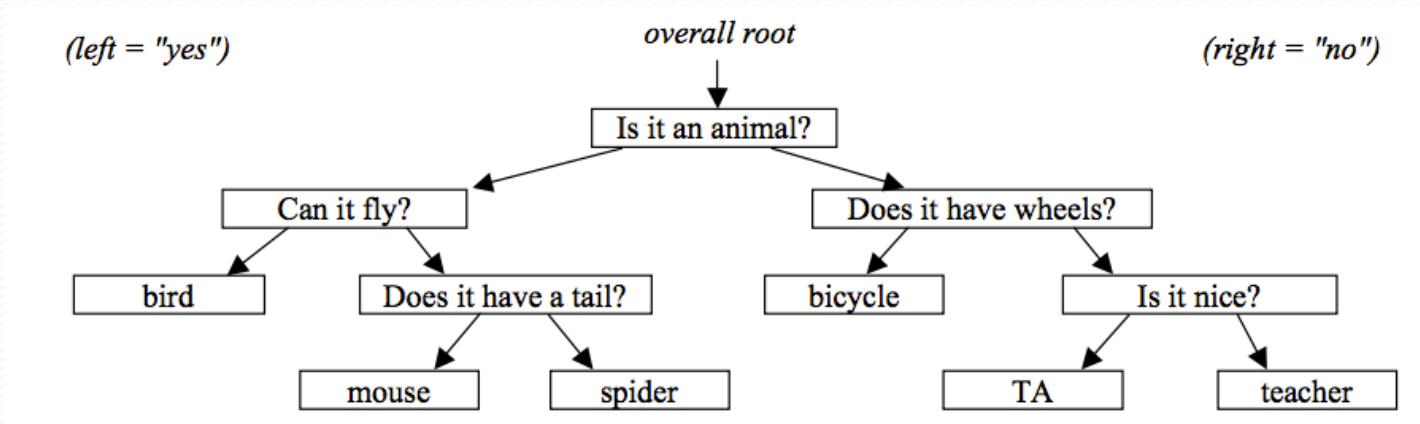 overall root
(left = "yes")
(right = "no")
Is it an animal?
Can it fly?
Does it have wheels?
bird
Does it have a tail?
bicycle
Is it nice?
mouse
spider
TA
teacher